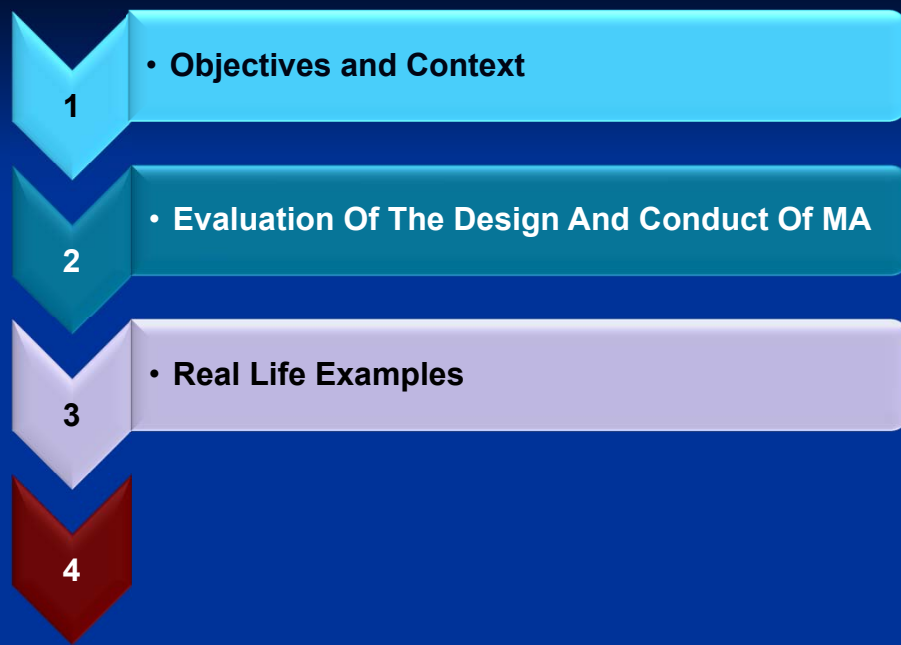 1
• Objectives and Context
2
• Evaluation Of The Design And Conduct Of MA
3
• Real Life Examples
4